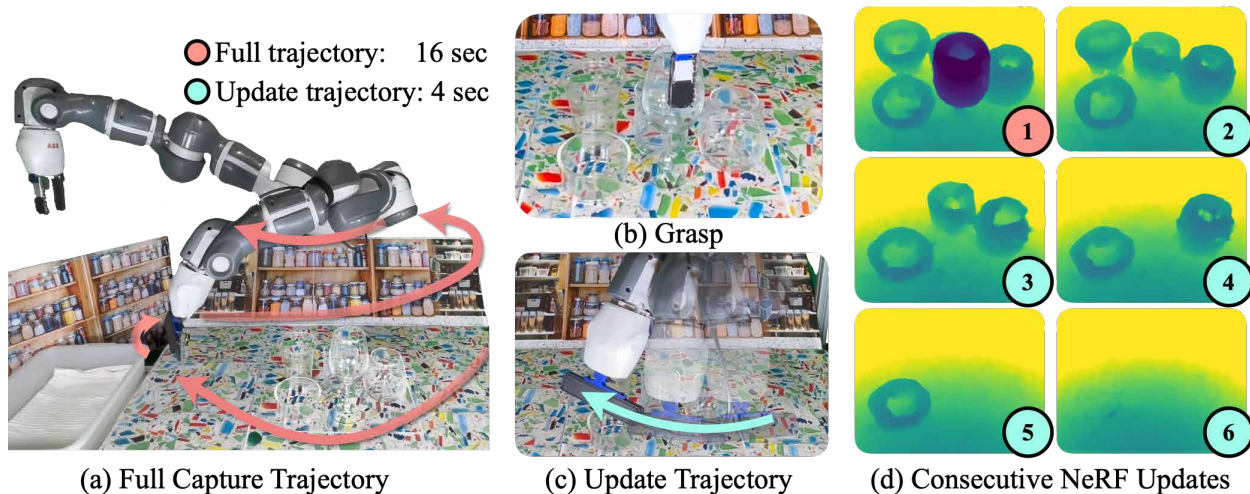 Full trajectory: 16 sec
Update trajectory: 4 sec
ABB
(a) Full Capture Trajectory
(b) Grasp
(c) Update Trajectory
1
2
3
4
5
6
(d) Consecutive NeRF Updates